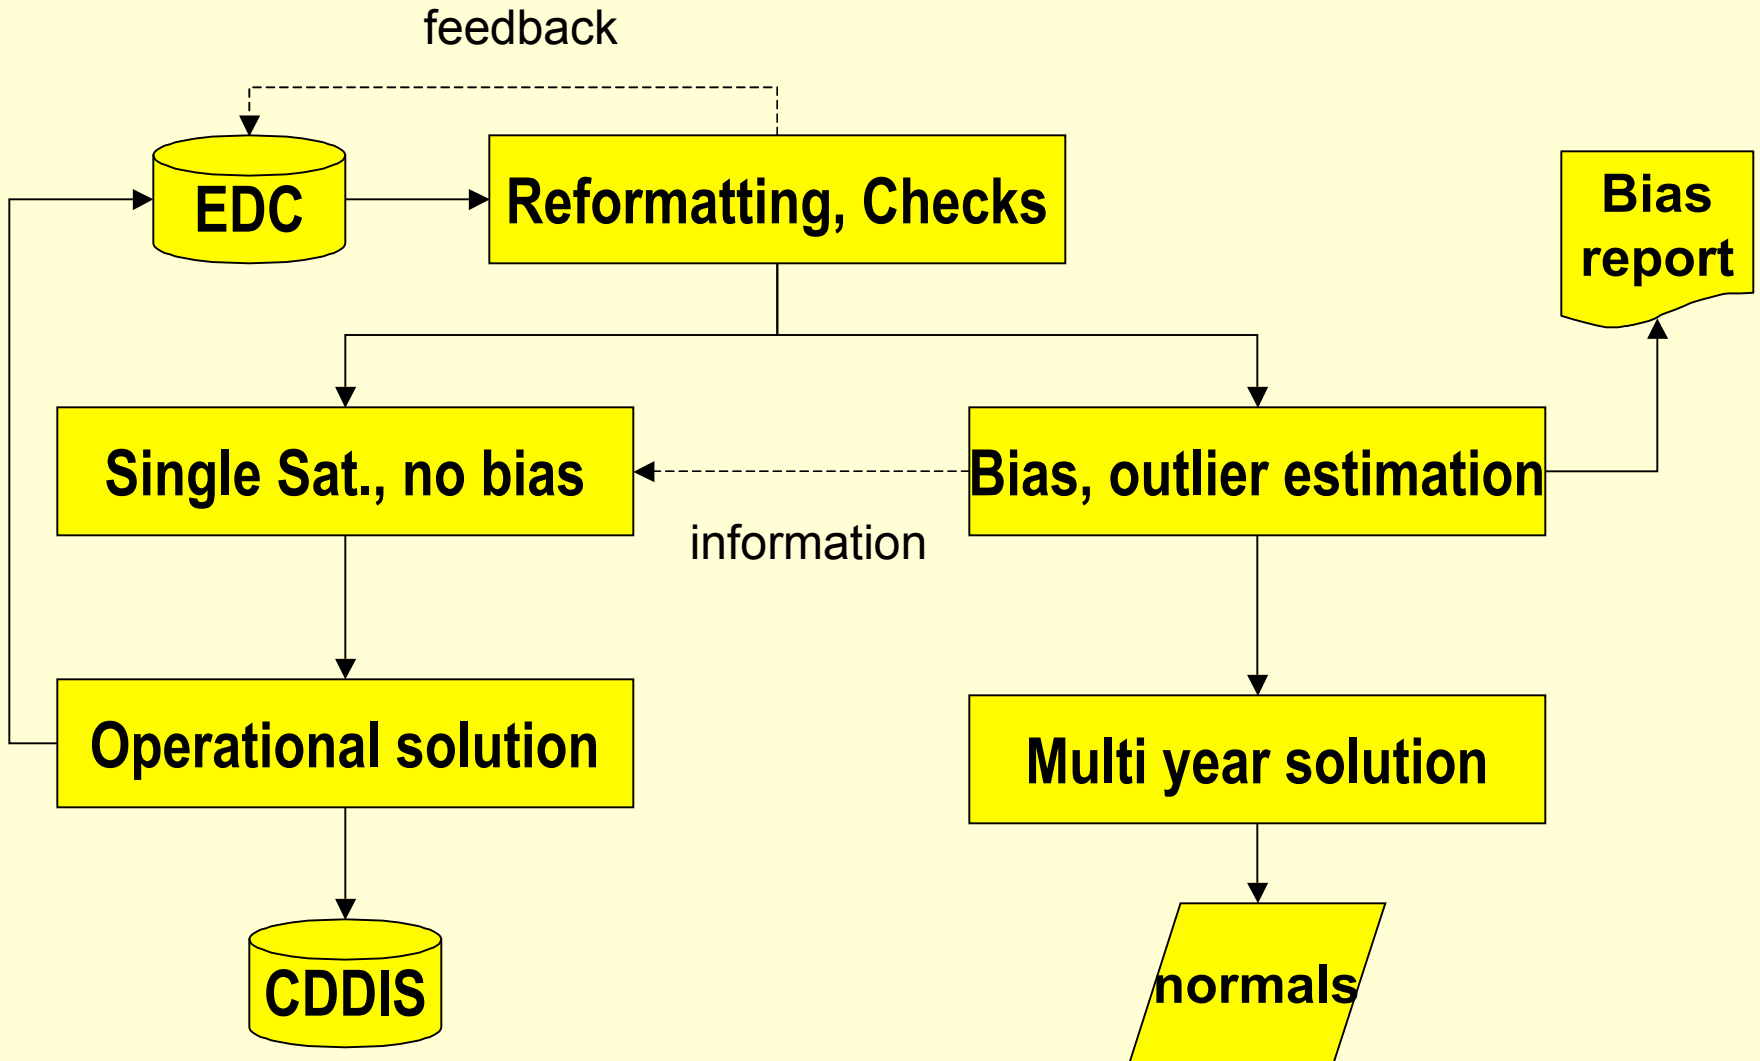 feedback
EDC
Reformatting, Checks
Bias
report
Single Sat., no bias
Bias, outlier estimation
information
Operational solution
Multi year solution
CDDIS
normals